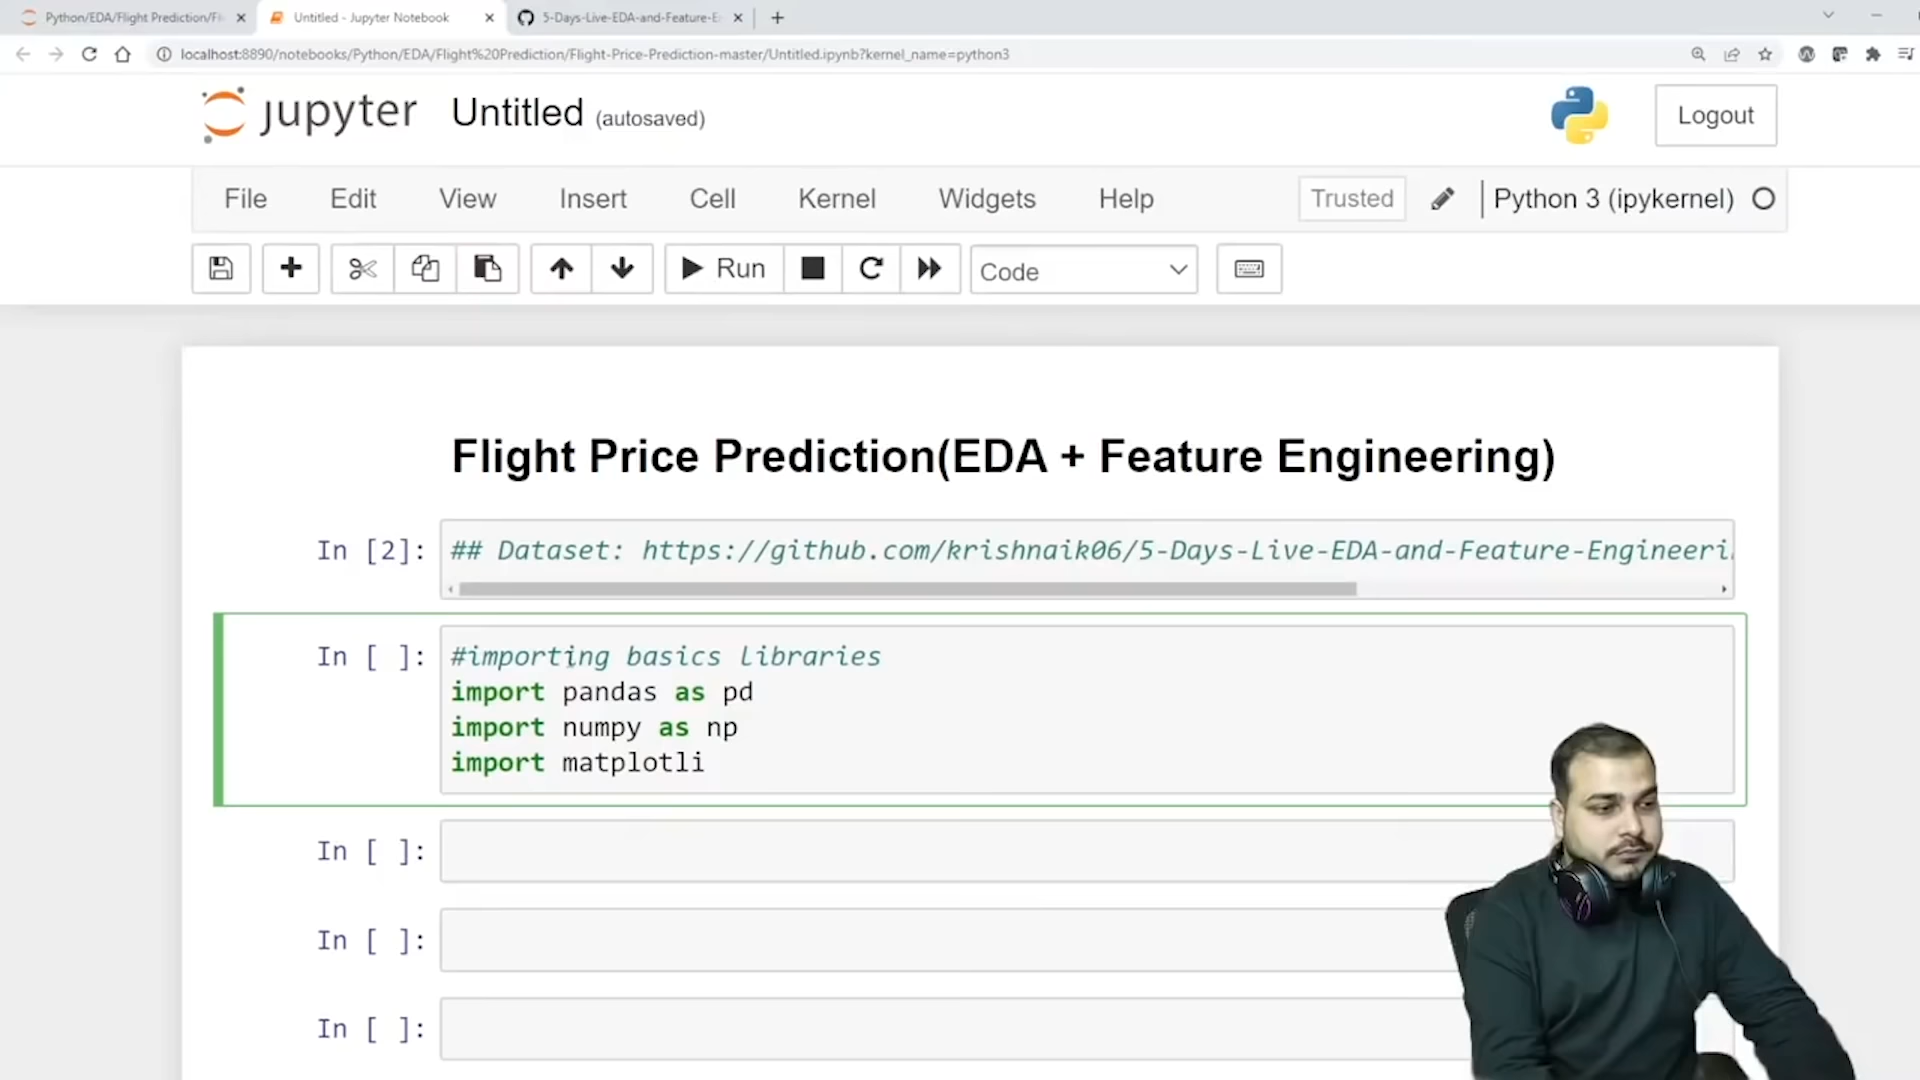 Python/EDA/Flight Prediction/Fl
Untitled - Jupyter Notebook
5-Days-Live-EDA-and-Feature-E
localhost:8890/notebooks/Python/EDA/Flight%20Prediction/Flight-Price-Prediction-master/Untitled.ipynb?kernel_name=python3
jupyter Untitled (autosaved)
Logout
File Edit View Insert Cell Kernel Widgets Help Trusted Python 3 (ipykernel)
Run Code
Flight Price Prediction(EDA + Feature Engineering)
In [2]: ## Dataset: https://github.com/krishnaik06/5-Days-Live-EDA-and-Feature-Engineeri
In [ ]: #importing basics libraries
import pandas as pd
import numpy as np
import matplotli
In [ ]:
In [ ]:
In [ ]: